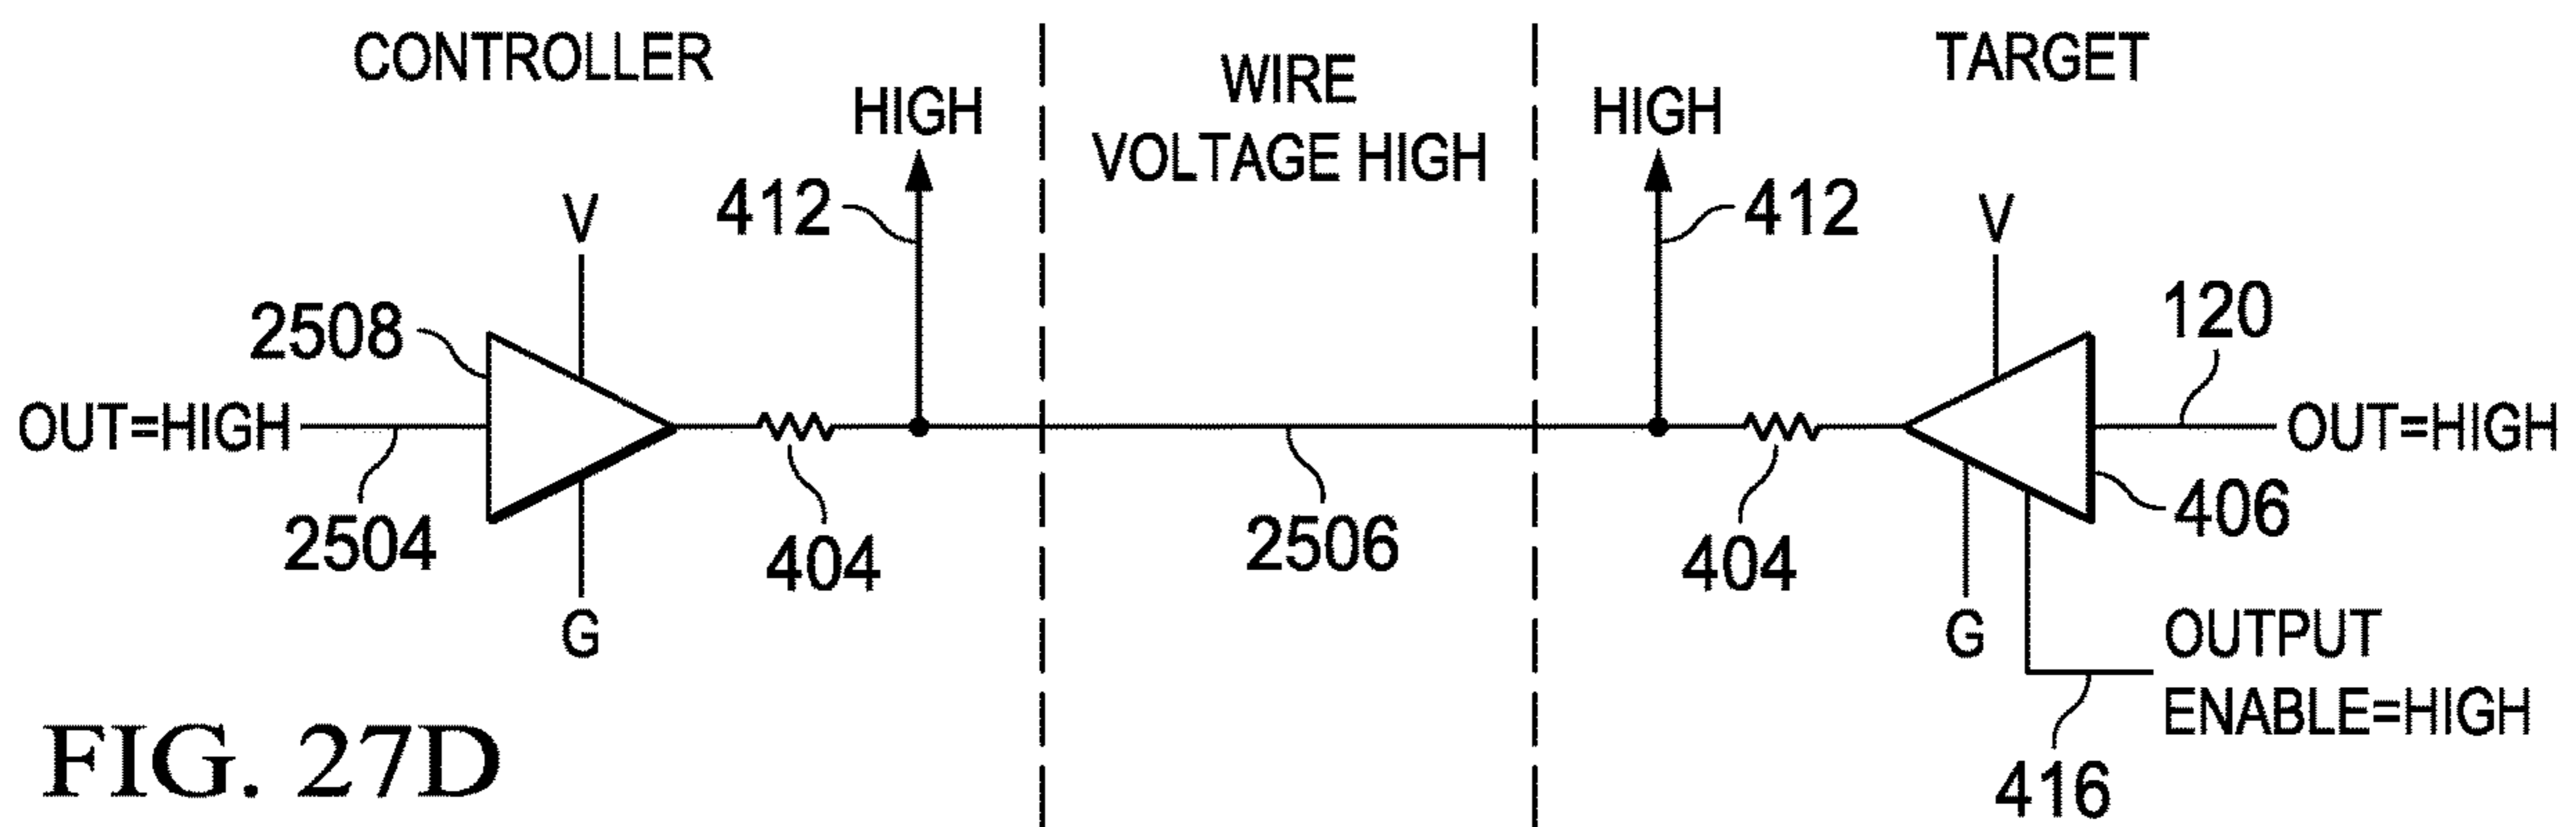 CONTROLLER
WIRE
VOLTAGE HIGH
TARGET
HIGH
HIGH
412
412
V
V
2508
120
OUT=HIGH
OUT=HIGH
2504
404
2506
404
406
G
G
OUTPUT
ENABLE=HIGH
416
FIG. 27D